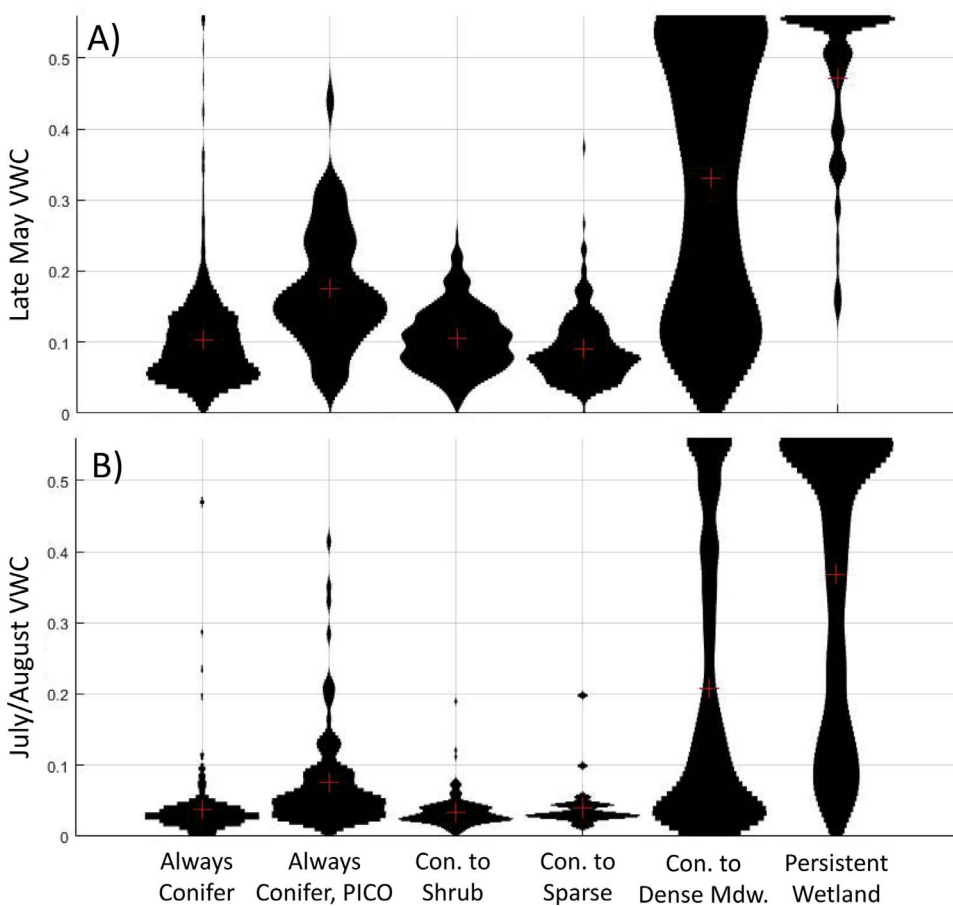 A)
Late May VWC
0.5
0.4
0.3
0.2
0.1
0
B)
July/August VWC
0.5
0.4
0.3
0.2
0.1
0
Always Conifer
Always Conifer, PICO
Con. to Shrub
Con. to Sparse
Con. to Dense Mdw.
Persistent Wetland